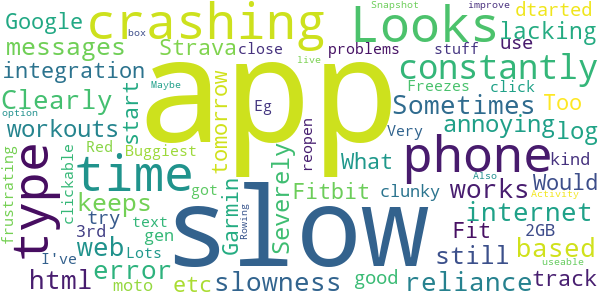 Google
crashing
box
Looks
Snapshot
improve
dtarted
lacking
messages
Strava
close
problems
stuff
use
live
integration
app
constantly
Clearly
start
tomorrow
Maybe
Eg
Freezes
click
Sometimes
Too
workouts
Red
Buggiest
reopen
Very
annoying
log
option
frustrating
type
clickable
time
What
phone
kind
keeps
got
Garmin
Rowing
slow
Severely
Fitbit
clunky
Also
works
Activity
Would
try
3rd
text
internet
I've
web
Lots
gen
Fit
2GB
based
error
still
useable
html
moto
etc
slowness
good
reliance
track